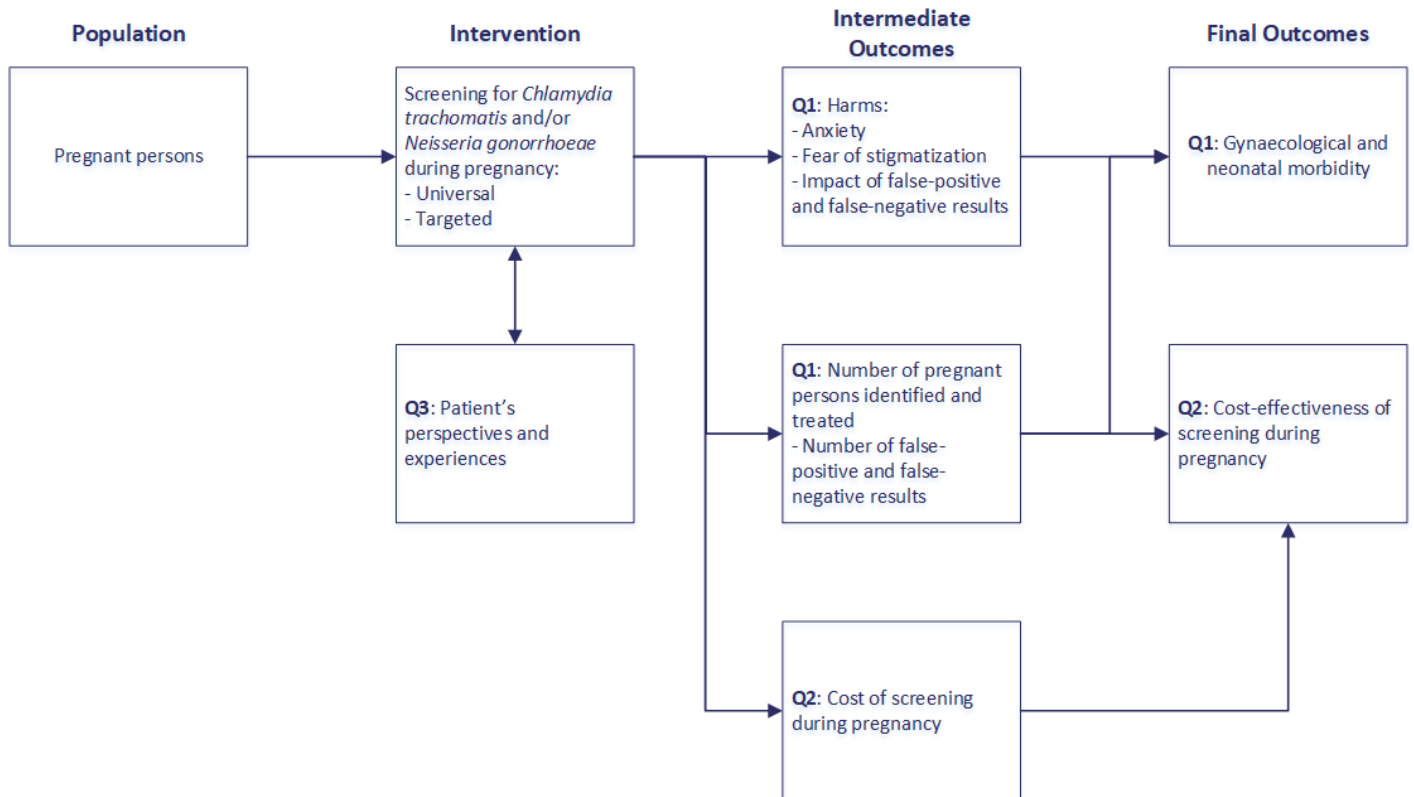 Population
Intervention
Intermediate
Outcomes
Final Outcomes
Pregnant persons
Screening for Chlamydia
trachomatis and/or
Neisseria gonorrhoeae
during pregnancy:
- Universal
- Targeted
Q1: Harms:
- Anxiety
- Fear of stigmatization
- Impact of false-positive
and false-negative results
Q1: Gynaecological and
neonatal morbidity
Q3: Patient’s
perspectives and
experiences
Q1: Number of pregnant
persons identified and
treated
- Number of false-
positive and false-
negative results
Q2: Cost-effectiveness of
screening during
pregnancy
Q2: Cost of screening
during pregnancy